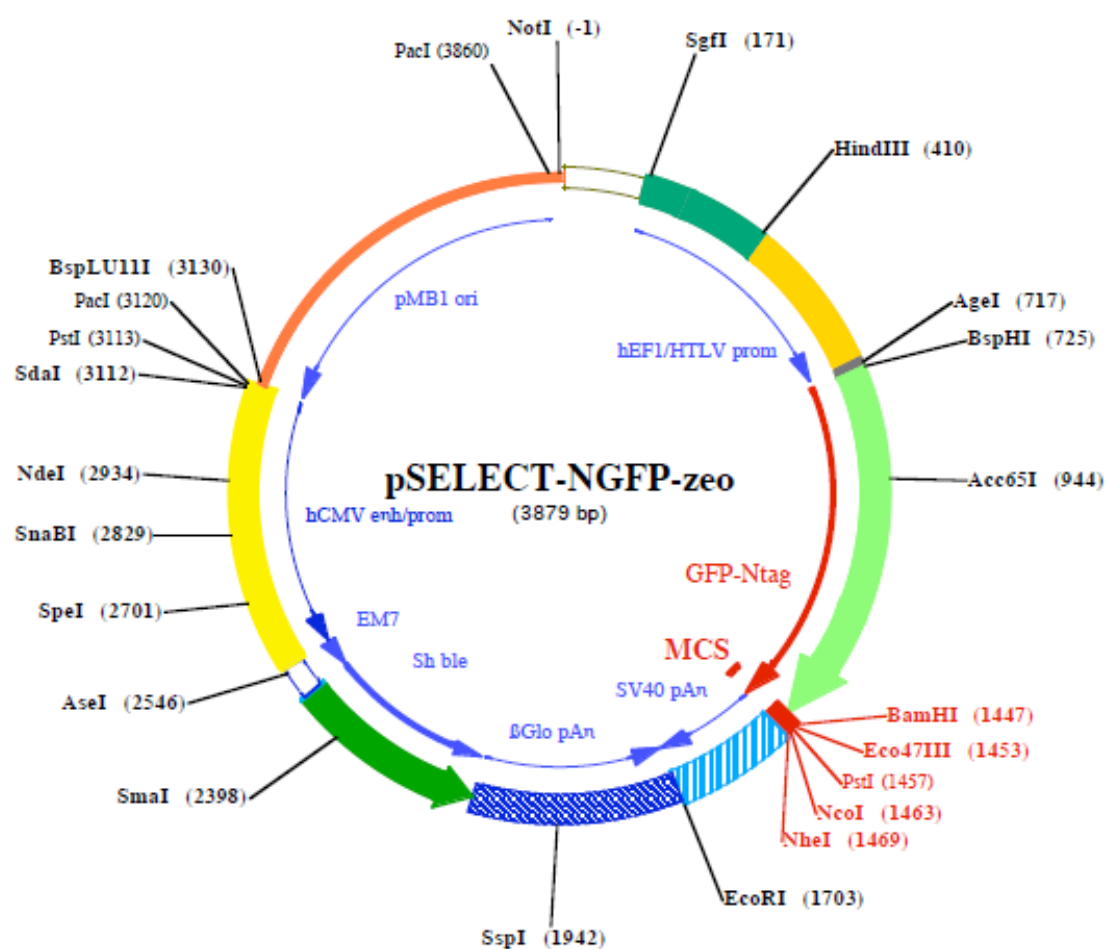 NotI (-1)
PacI (3860)
SgfI (171)
HindIII (410)
BspLU11I (3130)
PacI (3120)
PstI (3113)
SdaI (3112)
pMB1 ori
hEF1/HTLV prom
AgeI (717)
BspHI (725)
NdeI (2934)
SnaBI (2829)
SpeI (2701)
AseI (2546)
SmaI (2398)
pSELECT-NGFP-zeo
(3879 bp)
hCMV enh/prom
Acc65I (944)
GFP-Ntag
EM7
Sh ble
MCS
SV40 pAn
ßGlo pAn
BamHI (1447)
Eco47III (1453)
PstI (1457)
NcoI (1463)
NheI (1469)
EcoRI (1703)
SspI (1942)